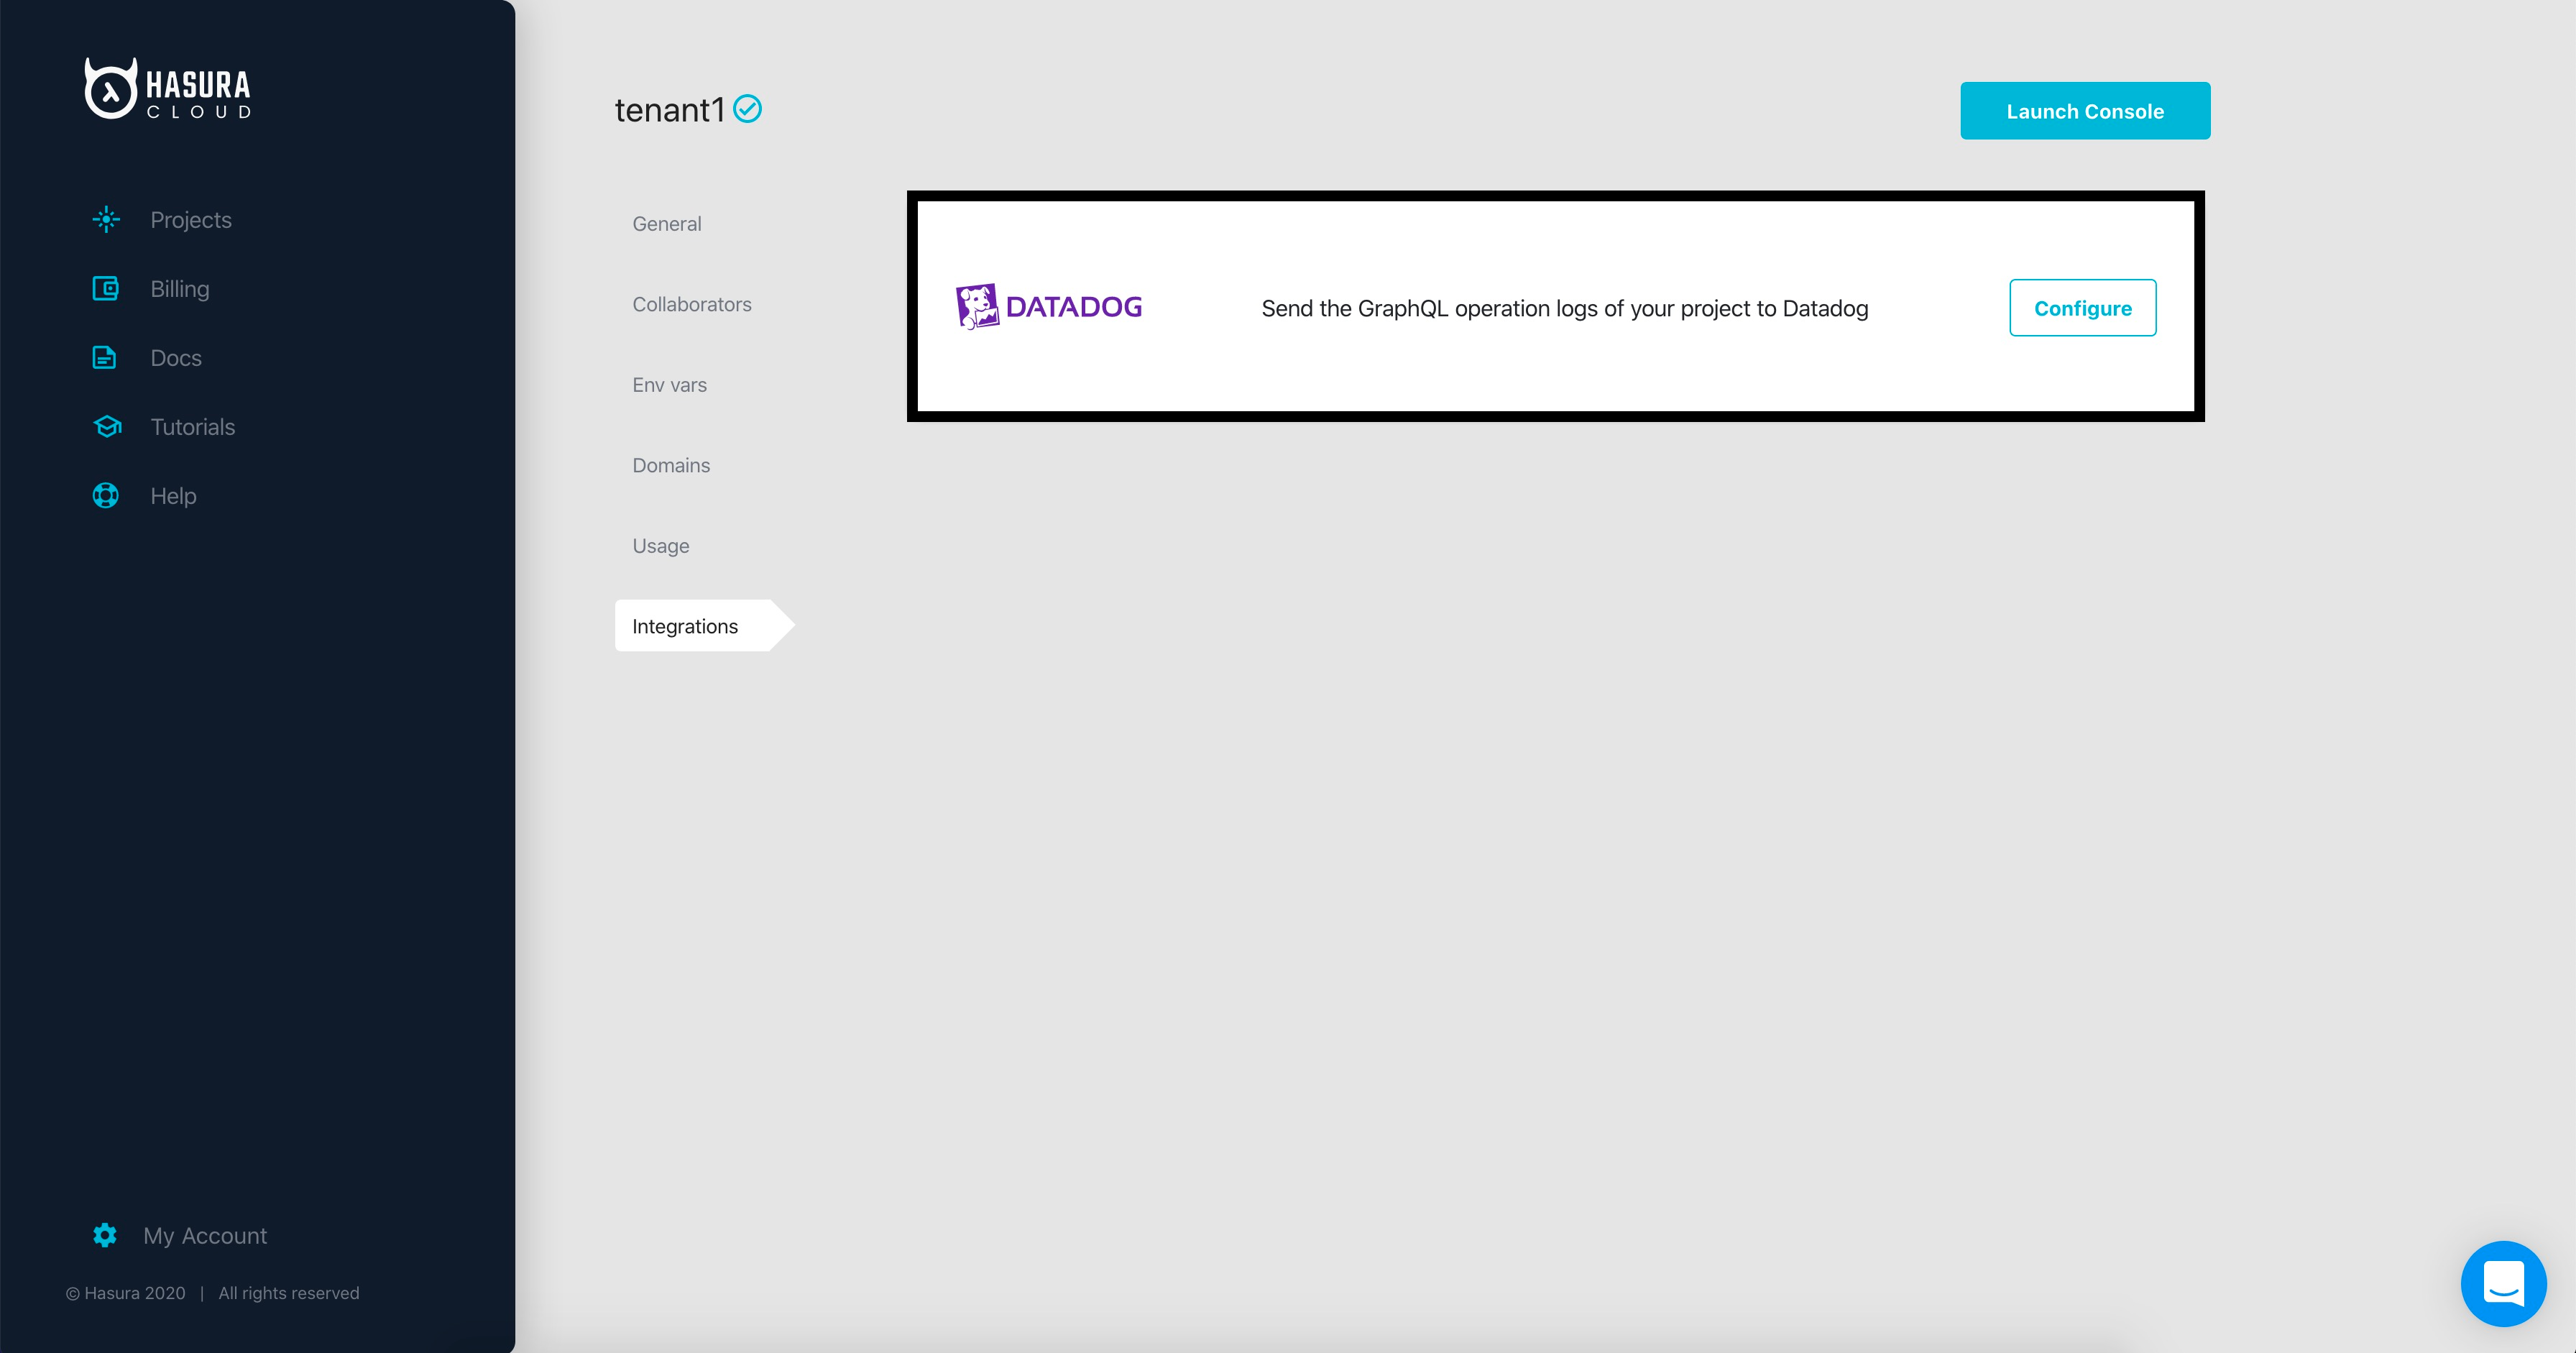 HASURA
CLOUD
Projects
Billing
Docs
Tutorials
Help
My Account
© Hasura 2020 | All rights reserved
tenant1
Launch Console
General
Collaborators
Env vars
Domains
Usage
Integrations
DATADOG
Send the GraphQL operation logs of your project to Datadog
Configure